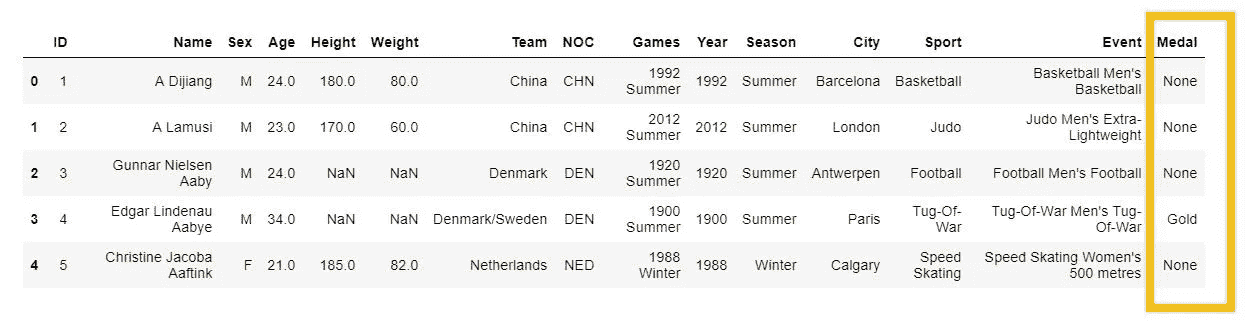 ID Name Sex Age Height Weight Team NOC Games Year Season City Sport Event Medal
0 1 A Dijiang M 24.0 180.0 80.0 China CHN 1992 Summer 1992 Summer Barcelona Basketball Basketball Men's Basketball None
1 2 A Lamusi M 23.0 170.0 60.0 China CHN 2012 Summer 2012 Summer London Judo Judo Men's Extra-Lightweight None
2 3 Gunnar Nielsen Aaby M 24.0 NaN NaN Denmark DEN 1920 Summer 1920 Summer Antwerpen Football Football Men's Football None
3 4 Edgar Lindenau Aabye M 34.0 NaN NaN Denmark/Sweden DEN 1900 Summer 1900 Summer Paris Tug-Of-War Tug-Of-War Men's Tug-Of-War Gold
4 5 Christine Jacoba Aaftink F 21.0 185.0 82.0 Netherlands NED 1988 Winter 1988 Winter Calgary Speed Skating Speed Skating Women's 500 metres None